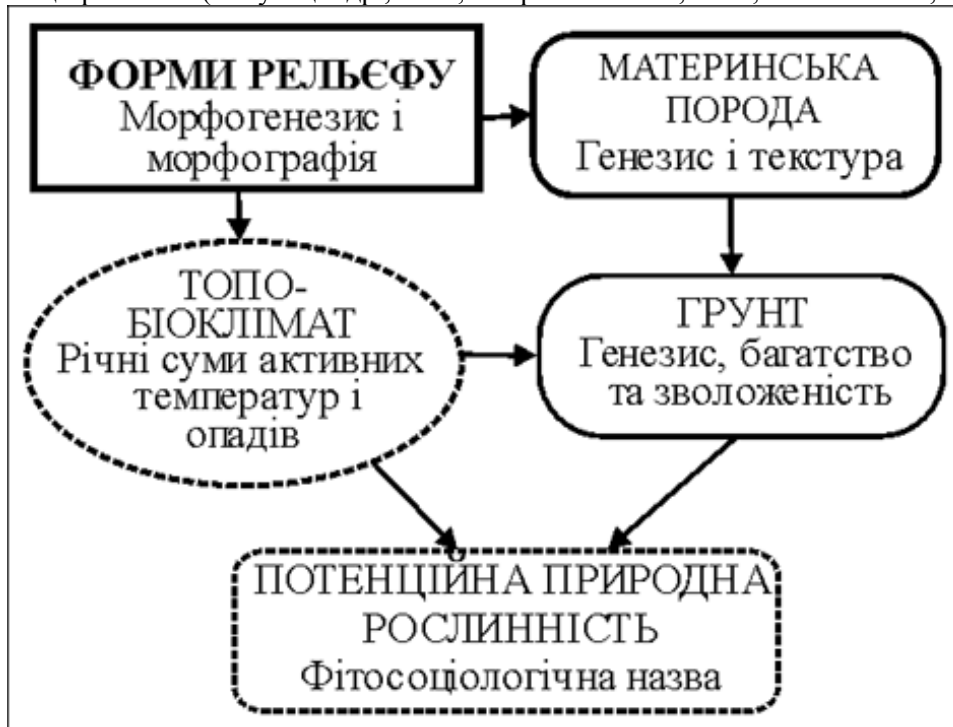 ФОРМИ РЕЛЬЄФУ
Морфогенезис і
морфографія
МАТЕРИНСЬКА
ПОРОДА
Генезис і текстура
ТОПО-
БІОКЛІМАТ
Річні суми активних
температур і
опадів
ГРУНТ
Генезис, багатство
та зволоженість
ПОТЕНЦІЙНА ПРИРОДНА
РОСЛИННІСТЬ
Фітосоціологічна назва